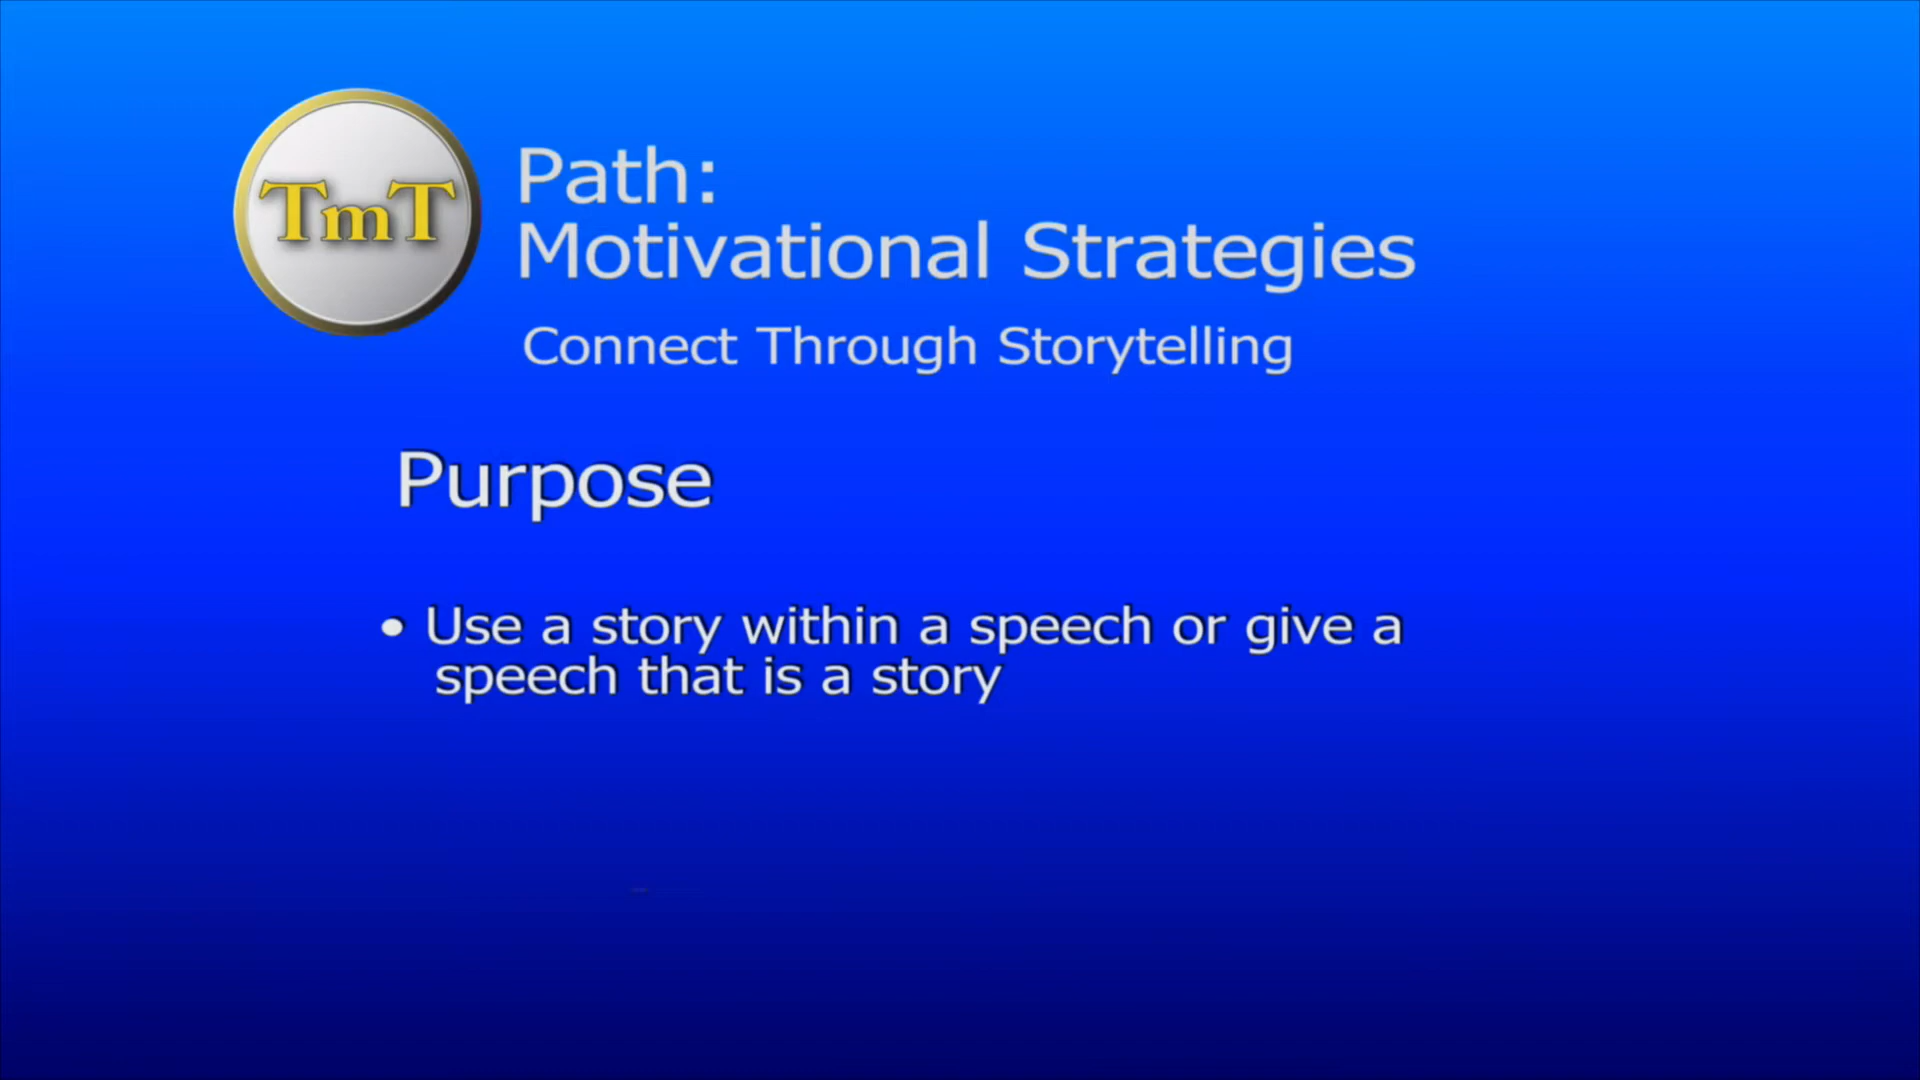 TmT
Path:
Motivational Strategies
Connect Through Storytelling
Purpose
• Use a story within a speech or give a
speech that is a story